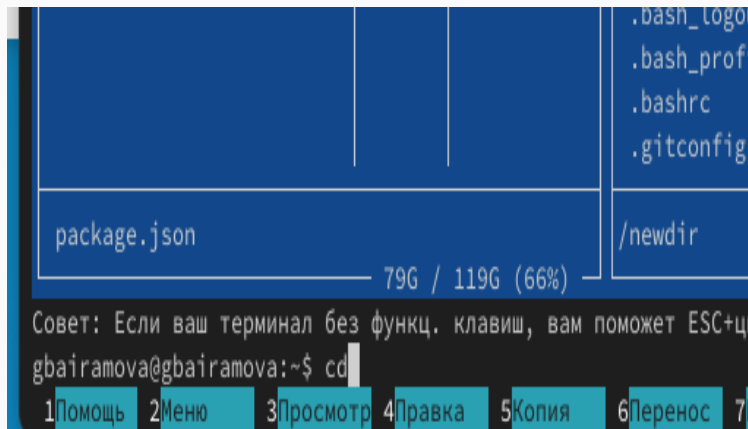 .bash_logo
.bash_prof
.bashrc
.gitconfig
package.json
/newdir
79G / 119G (66%)
Совет: Если ваш терминал без функц. клавиш, вам поможет ESC+ц
gbairamova@gbairamova:~$ cd
1Помощь 2Меню 3Просмотр 4Правка 5Копия 6Перенос 7